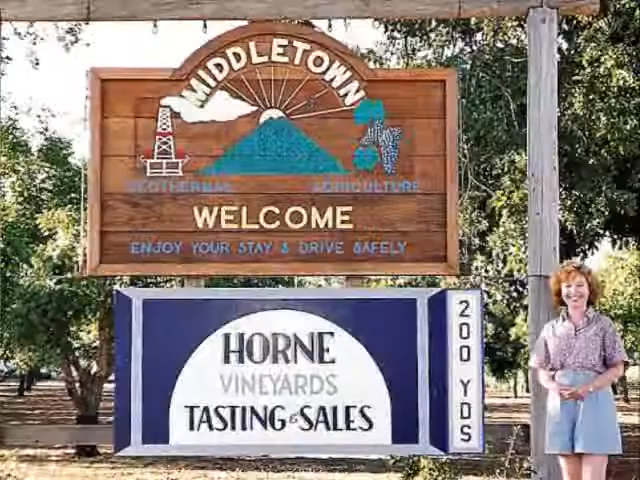 MIDDLETOWN
GEOTHERMAL AGRICULTURE
WELCOME
ENJOY YOUR STAY & DRIVE SAFELY
HORNE
VINEYARDS
TASTING & SALES
200 YDS